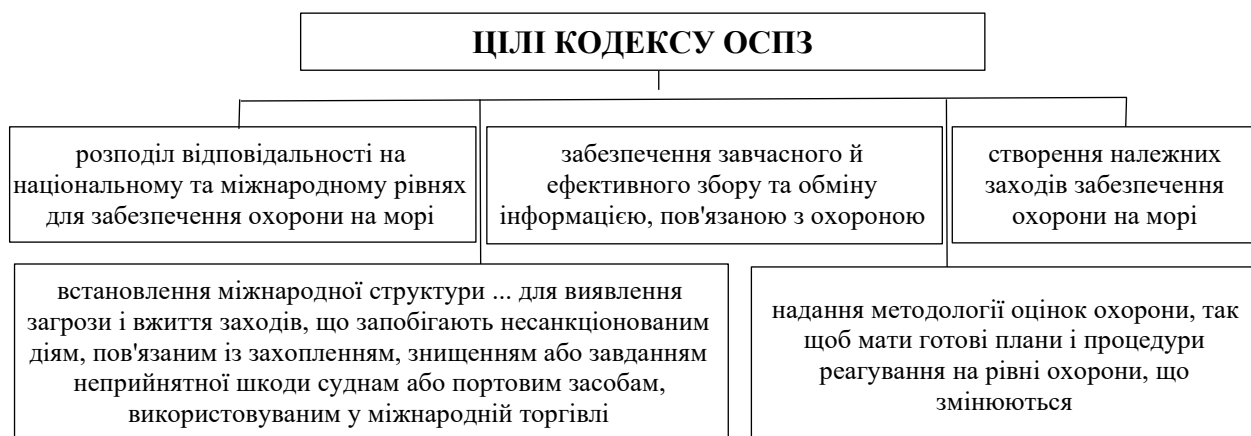 ЦІЛІ КОДЕКСУ ОСПЗ
розподіл відповідальності на
національному та міжнародному рівнях
для забезпечення охорони на морі
забезпечення завчасного й
ефективного збору та обміну
інформацією, пов'язаною з охороною
створення належних
заходів забезпечення
охорони на морі
встановлення міжнародної структури ... для виявлення
загрози і вжиття заходів, що запобігають несанкціонованим
діям, пов'язаним із захопленням, знищенням або завданням
неприйнятної шкоди суднам або портовим засобам,
використовуваним у міжнародній торгівлі
надання методології оцінок охорони, так
щоб мати готові плани і процедури
реагування на рівні охорони, що
змінюються